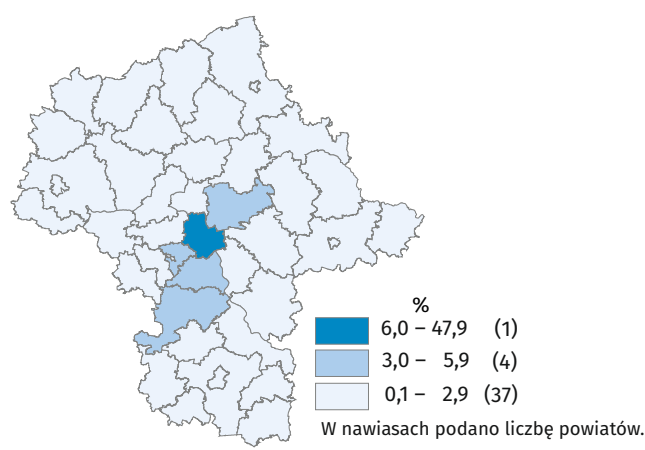 %
6,0 – 47,9 (1)
3,0 – 5,9 (4)
0,1 – 2,9 (37)
W nawiasach podano liczbę powiatów.